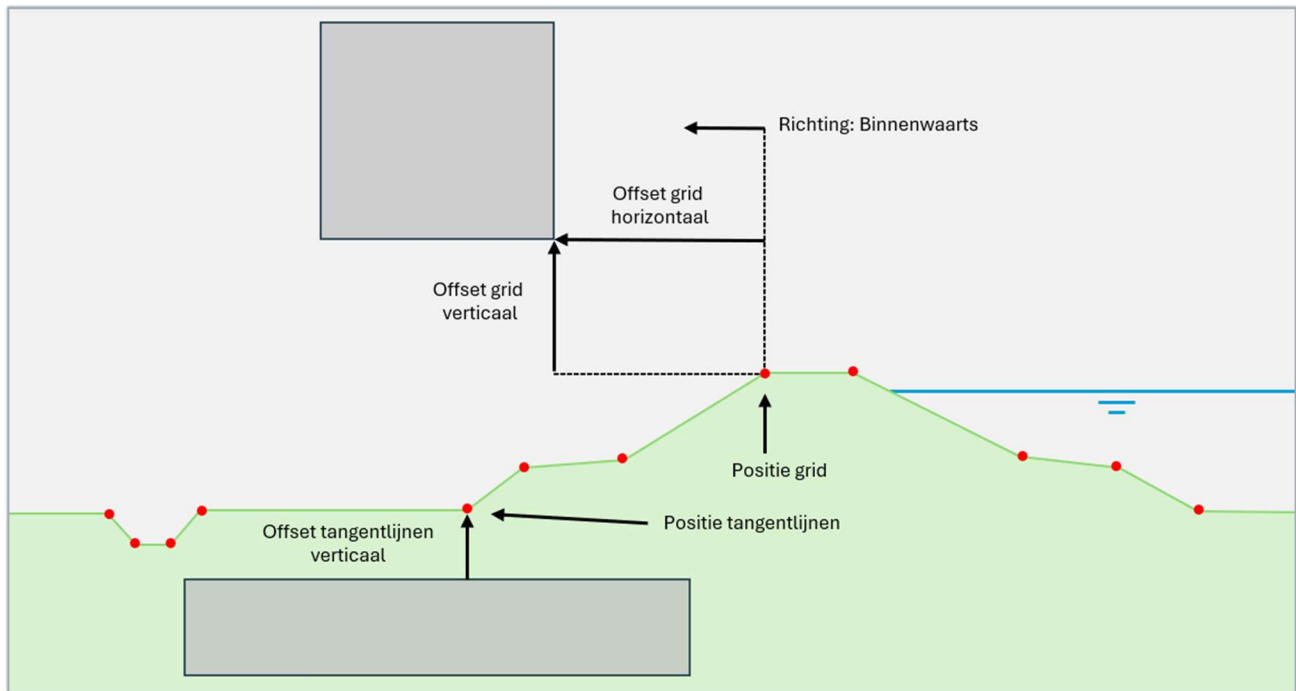 Richting: Binnenwaarts
Offset grid
horizontaal
Offset grid
verticaal
Positie grid
Positie tangentlijnen
Offset tangentlijnen
verticaal